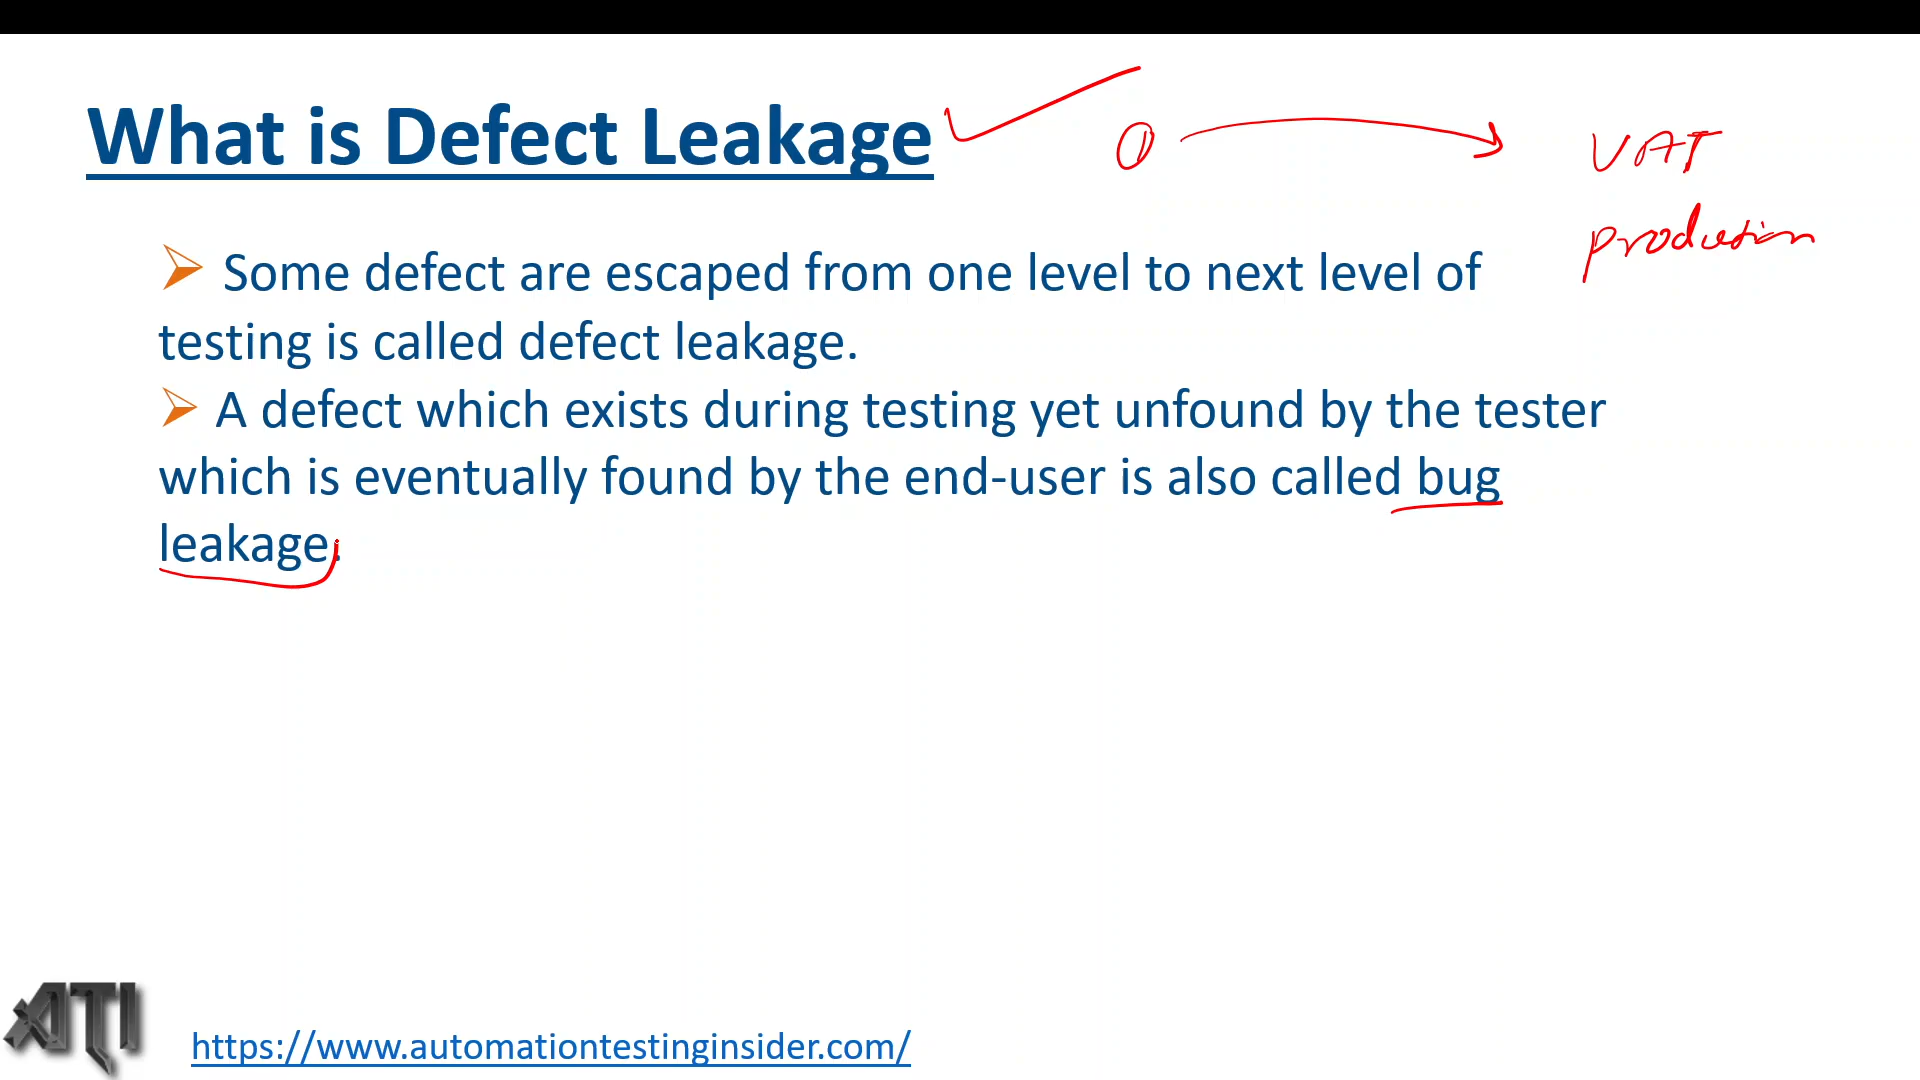 What is Defect Leakage
UAT
production
Some defect are escaped from one level to next level of
testing is called defect leakage.
A defect which exists during testing yet unfound by the tester
which is eventually found by the end-user is also called bug
leakage.
ATI
https://www.automationtestinginsider.com/